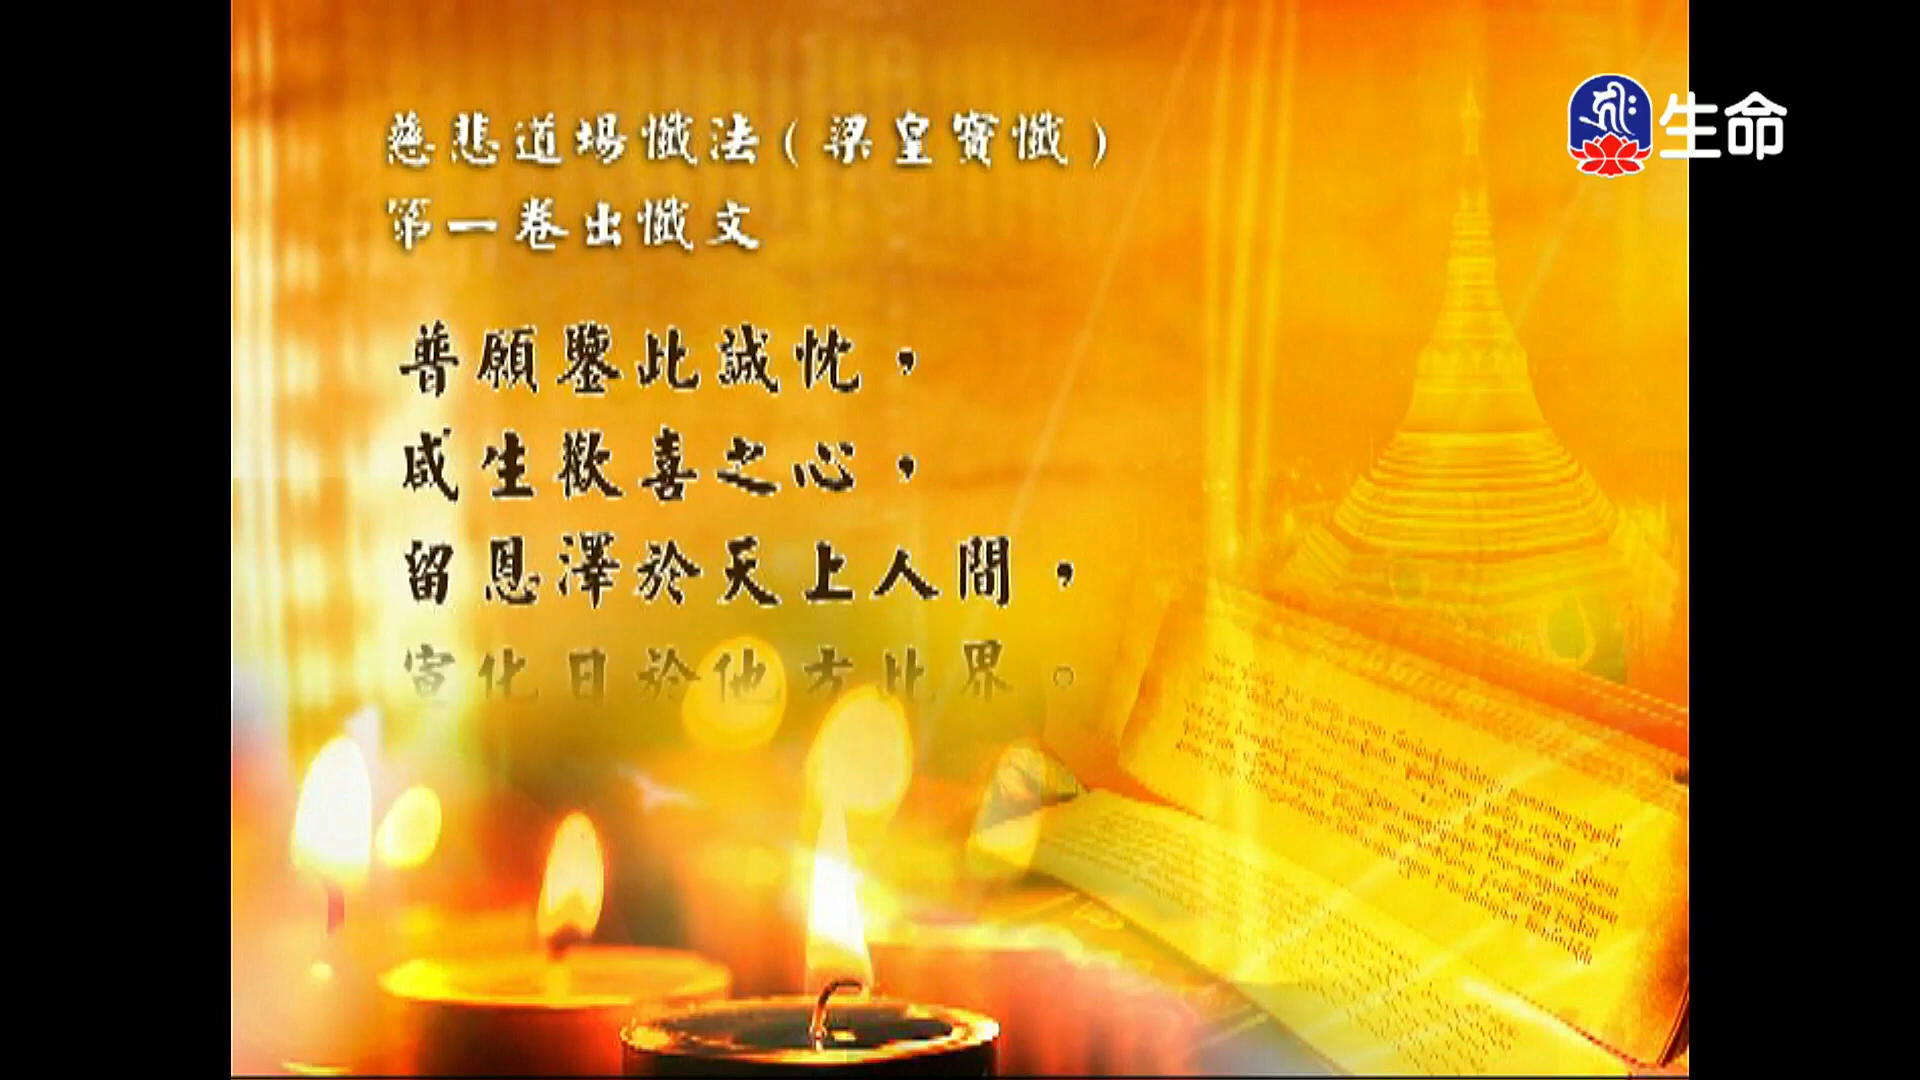 慈悲道場懺法(梁皇寶懺)
第一卷出懺文
生命
普願鑒此誠忱，
咸生歡喜之心，
留恩澤於天上人間，
宣化日於他方此界。